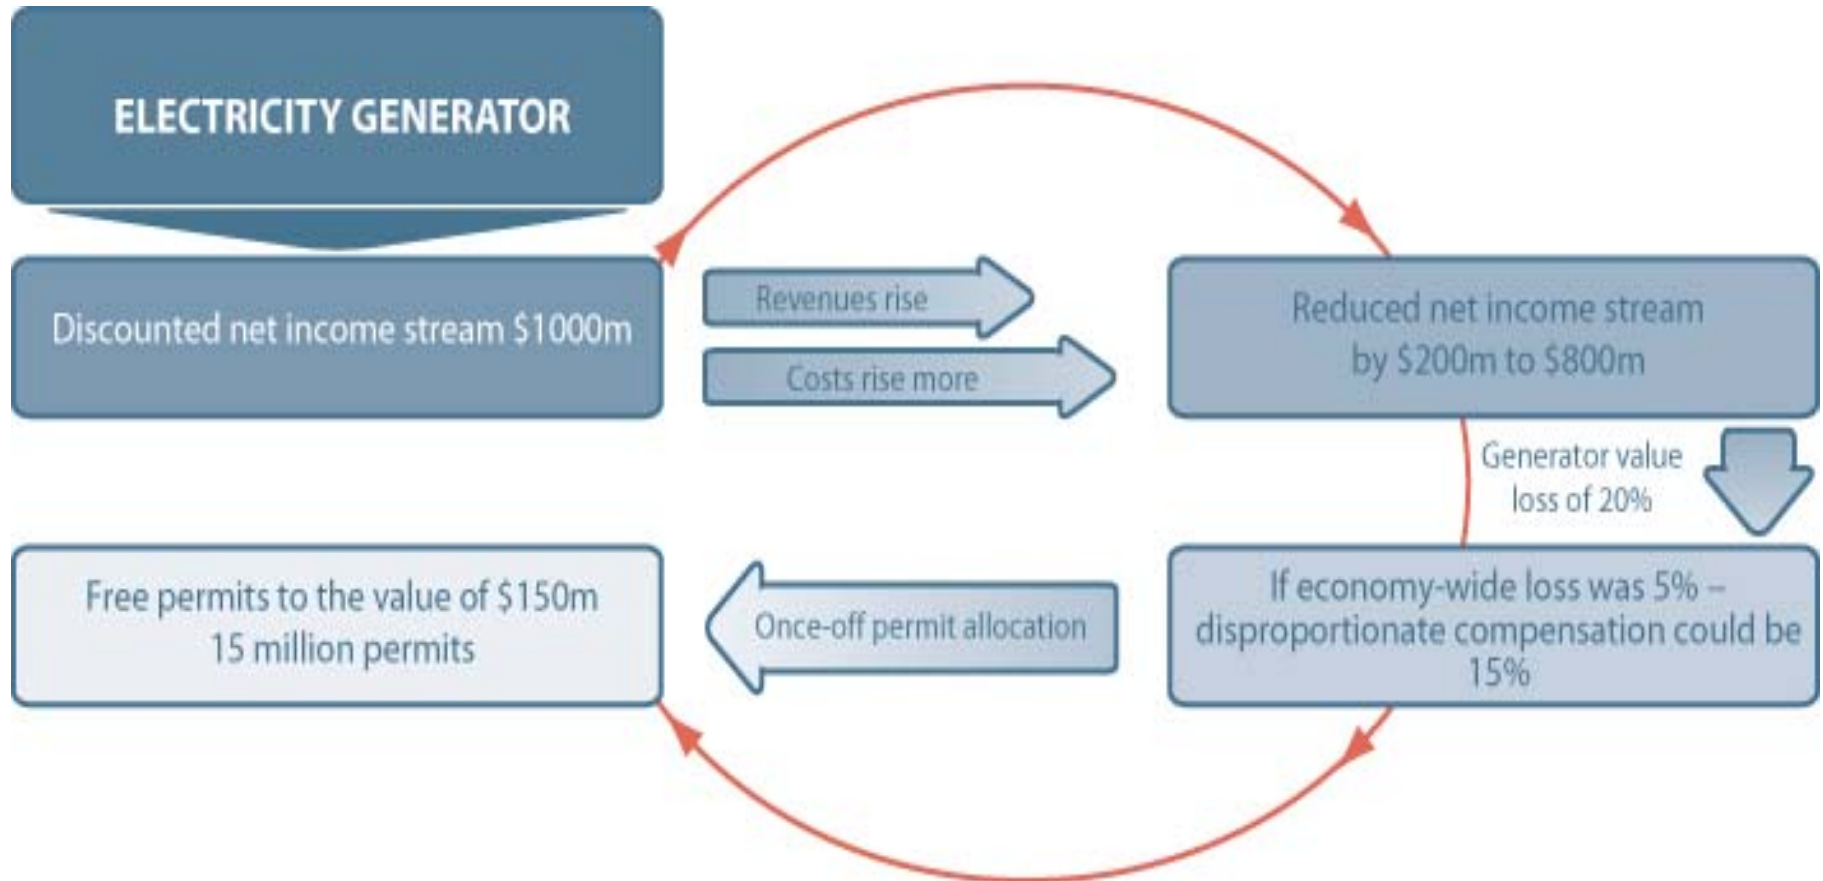 ELECTRICITY GENERATOR
Discounted net income stream $1000m
Revenues rise
Costs rise more
Reduced net income stream
by $200m to $800m
Generator value
loss of 20%
If economy-wide loss was 5% –
disproportionate compensation could be
15%
Once-off permit allocation
Free permits to the value of $150m
15 million permits